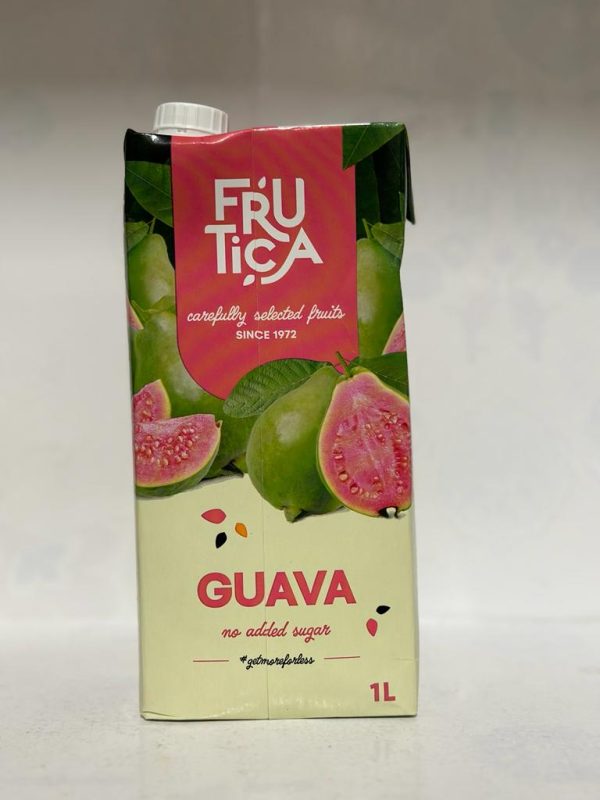 FRU
TiCA
carefully selected fruits
SINCE 1972
GUAVA
no added sugar
#getmoreforless
1L